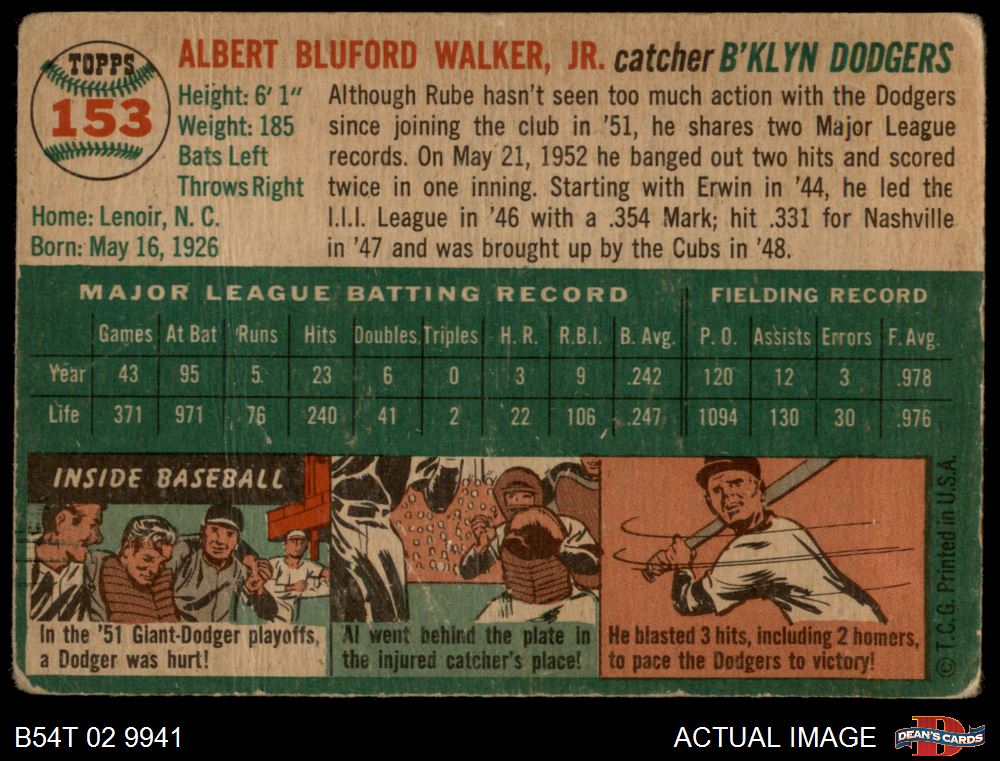 TOPPS
153
ALBERT BLUFORD WALKER, JR. catcher B'KLYN DODGERS
Height: 6' 1"
Weight: 185
Bats Left
Throws Right
Home: Lenoir, N. C.
Born: May 16, 1926
Although Rube hasn't seen too much action with the Dodgers
since joining the club in '51, he shares two Major League
records. On May 21, 1952 he banged out two hits and scored
twice in one inning. Starting with Erwin in '44, he led the
I.I.I. League in '46 with a .354 Mark; hit .331 for Nashville
in '47 and was brought up by the Cubs in '48.
MAJOR LEAGUE BATTING RECORD FIELDING RECORD
Games At Bat Runs Hits Doubles Triples H. R. R.B.I. B. Avg. P. O. Assists Errors F. Avg.
Year 43 95 5 23 6 0 3 9 .242 120 12 3 .978
Life 371 971 76 240 41 2 22 106 .247 1094 130 30 .976
INSIDE BASEBALL
In the '51 Giant-Dodger playoffs,
a Dodger was hurt!
Al went behind the plate in
the injured catcher's place!
He blasted 3 hits, including 2 homers,
to pace the Dodgers to victory!
© T.C.G. Printed in U.S.A.
B54T 02 9941
ACTUAL IMAGE
D
DEAN'S CARDS